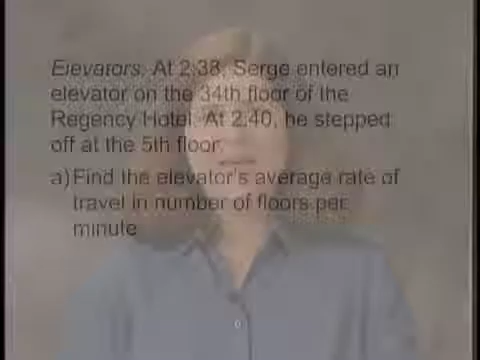 Elevators. At 2:38, Serge entered an
elevator on the 34th floor of the
Regency Hotel. At 2:40, he stepped
off at the 5th floor.
a) Find the elevator's average rate of
travel in number of floors per
minute